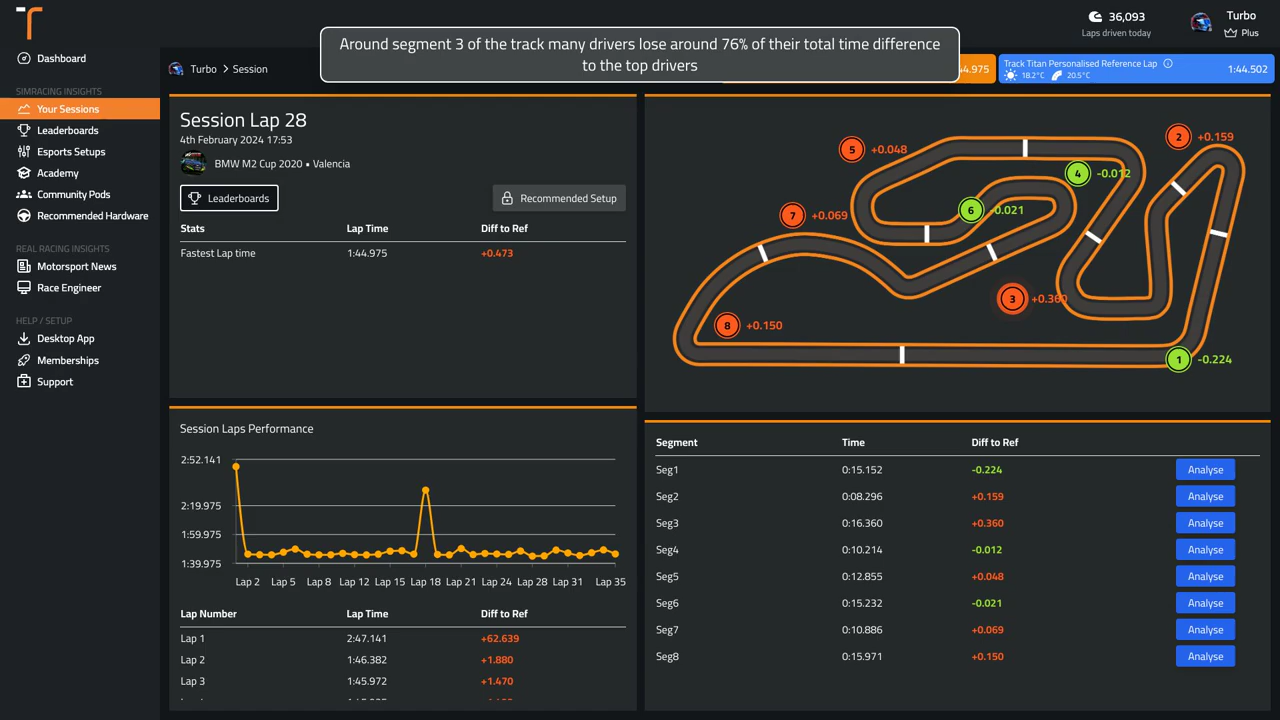 36,093
Laps driven today
Turbo
Plus
Around segment 3 of the track many drivers lose around 76% of their total time difference
to the top drivers
Dashboard
SIMRACING INSIGHTS
Your Sessions
Leaderboards
Esports Setups
Academy
Community Pods
Recommended Hardware
REAL RACING INSIGHTS
Motorsport News
Race Engineer
HELP / SETUP
Desktop App
Memberships
Support
Turbo > Session
44.975
Track Titan Personalised Reference Lap
18.2°C 20.5°C
1:44.502
Session Lap 28
4th February 2024 17:53
BMW M2 Cup 2020 • Valencia
Leaderboards
Recommended Setup
Stats Lap Time Diff to Ref
Fastest Lap time 1:44.975 +0.473
2 +0.159
5 +0.048
4 -0.012
6 -0.021
7 +0.069
3 +0.360
8 +0.150
1 -0.224
Session Laps Performance
2:52.141
2:19.975
1:59.975
1:39.975
Lap 2 Lap 5 Lap 8 Lap 12 Lap 15 Lap 18 Lap 21 Lap 24 Lap 28 Lap 31 Lap 35
Lap Number Lap Time Diff to Ref
Lap 1 2:47.141 +62.639
Lap 2 1:46.382 +1.880
Lap 3 1:45.972 +1.470
Segment Time Diff to Ref
Seg1 0:15.152 -0.224 Analyse
Seg2 0:08.296 +0.159 Analyse
Seg3 0:16.360 +0.360 Analyse
Seg4 0:10.214 -0.012 Analyse
Seg5 0:12.855 +0.048 Analyse
Seg6 0:15.232 -0.021 Analyse
Seg7 0:10.886 +0.069 Analyse
Seg8 0:15.971 +0.150 Analyse